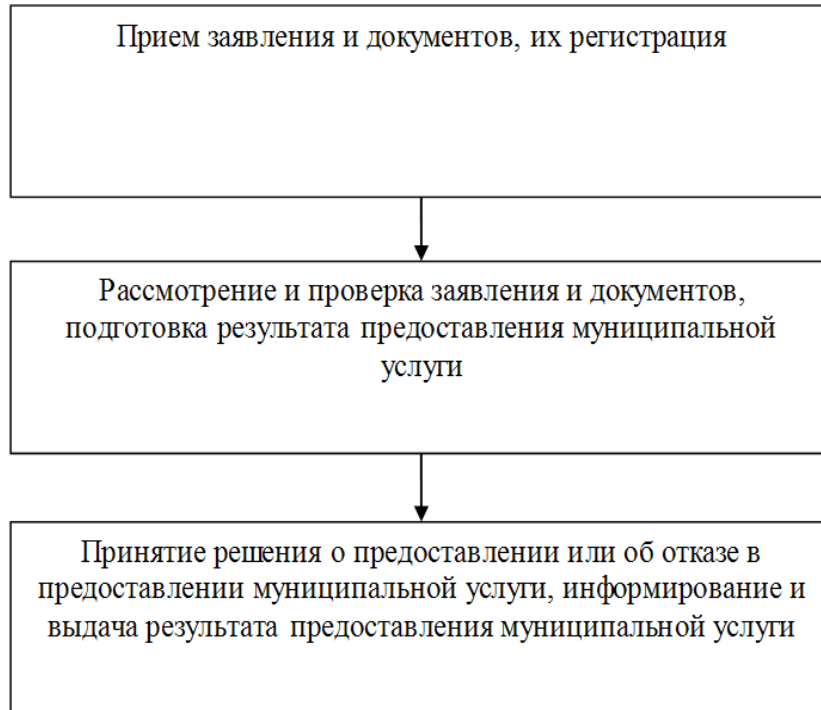 Прием заявления и документов, их регистрация
Рассмотрение и проверка заявления и документов,
подготовка результата предоставления муниципальной
услуги
Принятие решения о предоставлении или об отказе в
предоставлении муниципальной услуги, информирование и
выдача результата предоставления муниципальной услуги